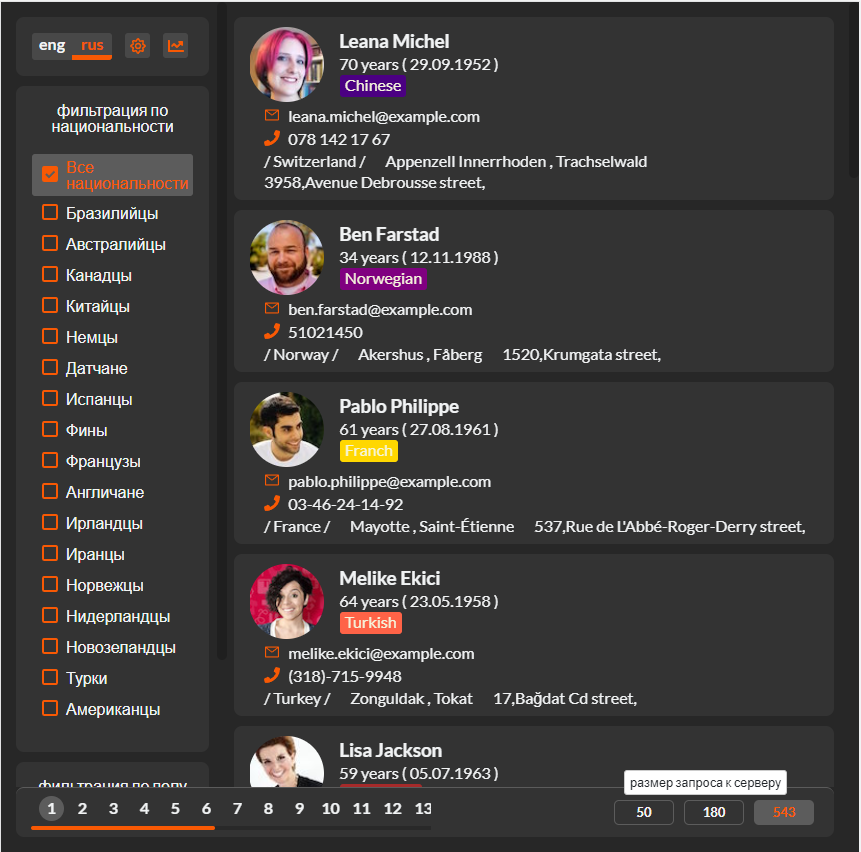 eng rus
фильтрация по
национальности
Все
национальности
Бразилийцы
Австралийцы
Канадцы
Китайцы
Немцы
Датчане
Испанцы
Фины
Французы
Англичане
Ирландцы
Иранцы
Норвежцы
Нидерландцы
Новозеландцы
Турки
Американцы
фильтрация по полу
Leana Michel
70 years ( 29.09.1952 )
Chinese
leana.michel@example.com
078 142 17 67
/ Switzerland / Appenzell Innerrhoden , Trachselwald
3958,Avenue Debrousse street,
Ben Farstad
34 years ( 12.11.1988 )
Norwegian
ben.farstad@example.com
51021450
/ Norway / Akershus , Fåberg 1520,Krumgata street,
Pablo Philippe
61 years ( 27.08.1961 )
Franch
pablo.philippe@example.com
03-46-24-14-92
/ France / Mayotte , Saint-Étienne 537,Rue de L'Abbé-Roger-Derry street,
Melike Ekici
64 years ( 23.05.1958 )
Turkish
melike.ekici@example.com
(318)-715-9948
/ Turkey / Zonguldak , Tokat 17,Bağdat Cd street,
Lisa Jackson
59 years ( 05.07.1963 )
размер запроса к серверу
1 2 3 4 5 6 7 8 9 10 11 12 13
50 180 543